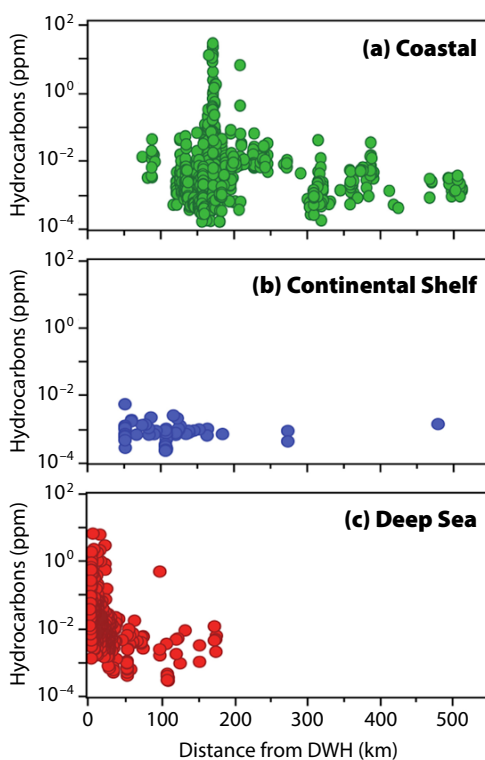 10²
(a) Coastal
10⁰
10⁻²
10⁻⁴
Hydrocarbons (ppm)
10²
(b) Continental Shelf
10⁰
10⁻²
10⁻⁴
Hydrocarbons (ppm)
10²
(c) Deep Sea
10⁰
10⁻²
10⁻⁴
Hydrocarbons (ppm)
0 100 200 300 400 500
Distance from DWH (km)